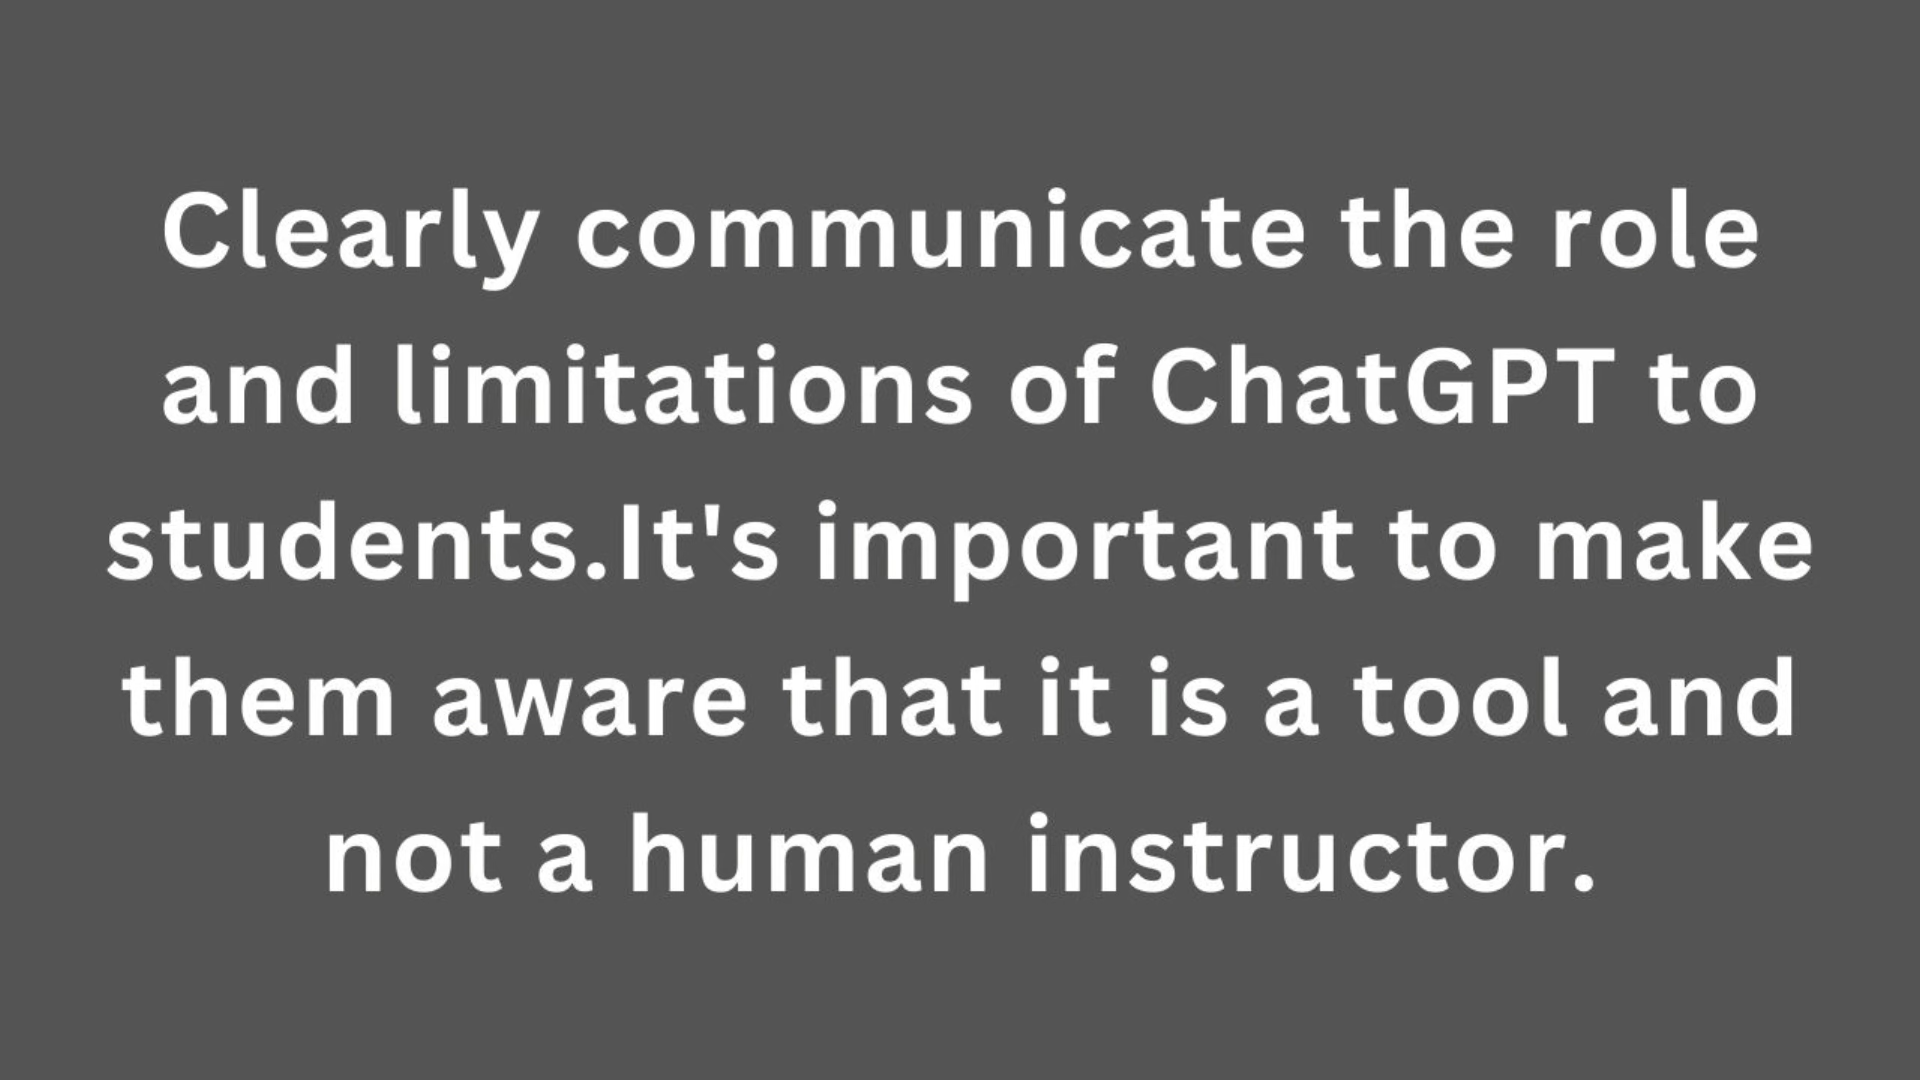 Clearly communicate the role
and limitations of ChatGPT to
students.It's important to make
them aware that it is a tool and
not a human instructor.